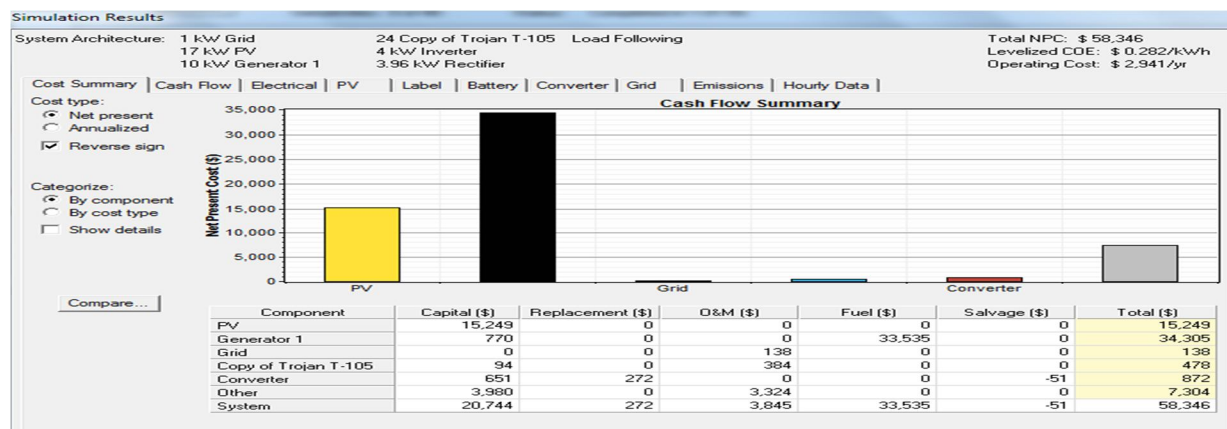 Simulation Results
System Architecture: 1 kW Grid 24 Copy of Trojan T-105 Load Following Total NPC: $ 58,346
17 kW PV 4 kW Inverter Levelized COE: $ 0.282/kWh
10 kW Generator 1 3.96 kW Rectifier Operating Cost: $ 2,941/yr
Cost Summary Cash Flow Electrical PV Label Battery Converter Grid Emissions Hourly Data
Cost type:
Net present
Annualized
Reverse sign
Categorize:
By component
By cost type
Show details
Compare...
Cash Flow Summary
Net Present Cost ($)
35,000
30,000
25,000
20,000
15,000
10,000
5,000
0
PV Grid Converter
Component Capital ($) Replacement ($) O&M ($) Fuel ($) Salvage ($) Total ($)
PV 15,249 0 0 0 0 15,249
Generator 1 770 0 0 33,535 0 34,305
Grid 0 0 138 0 0 138
Copy of Trojan T-105 94 0 384 0 0 478
Converter 651 272 0 0 -51 872
Other 3,980 0 3,324 0 0 7,304
System 20,744 272 3,845 33,535 -51 58,346